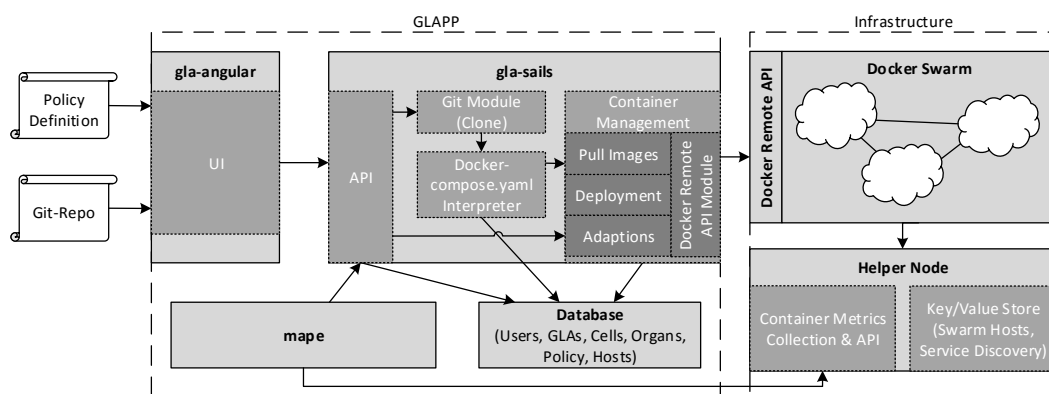 GLAPP
Infrastructure
Policy
Definition
Git-Repo
gla-angular
UI
gla-sails
API
Git Module
(Clone)
Docker-
compose.yaml
Interpreter
Container
Management
Pull Images
Deployment
Adaptions
Docker Remote
API Module
mape
Database
(Users, GLAs, Cells, Organs,
Policy, Hosts)
Docker Remote API
Docker Swarm
Helper Node
Container Metrics
Collection & API
Key/Value Store
(Swarm Hosts,
Service Discovery)